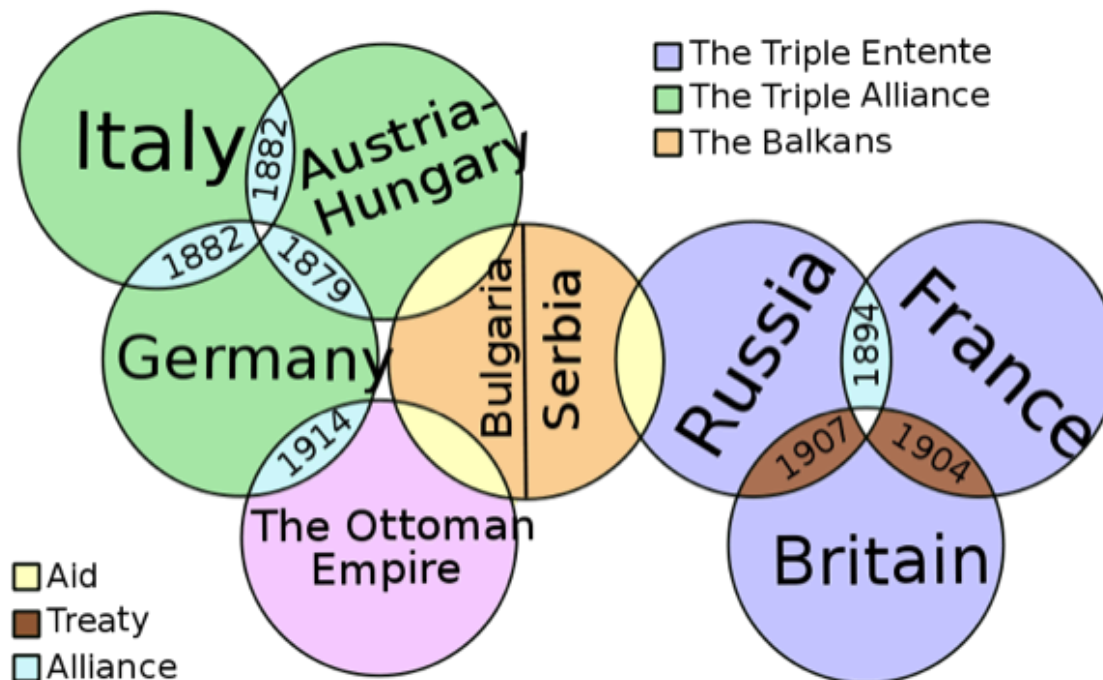 The Triple Entente
The Triple Alliance
The Balkans
Italy
1882
Austria-
Hungary
1882
1879
Germany
1914
Bulgaria
Serbia
Russia
1894
France
1907
1904
The Ottoman
Empire
Britain
Aid
Treaty
Alliance